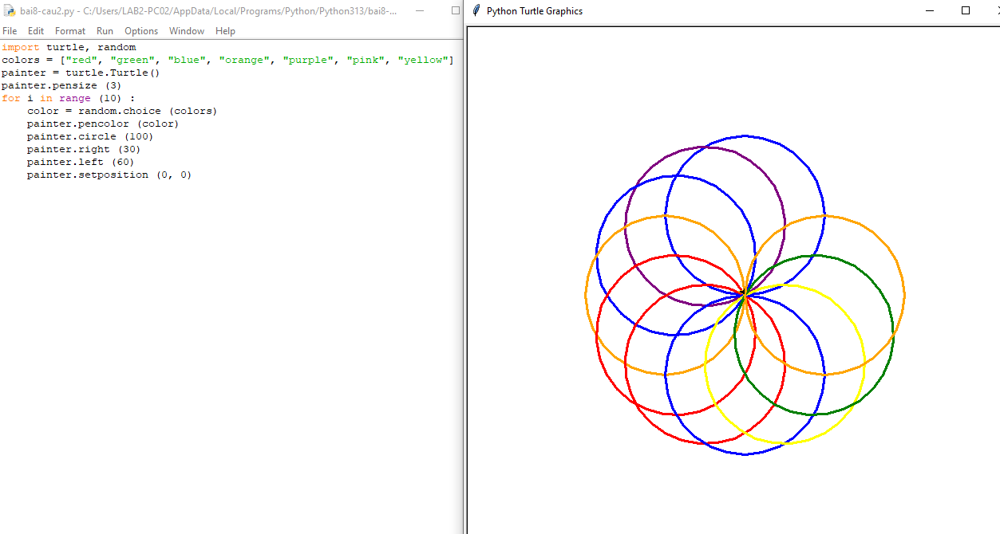 bai8-cau2.py - C:/Users/LAB2-PC02/AppData/Local/Programs/Python/Python313/bai8-...
File Edit Format Run Options Window Help
import turtle, random
colors = ["red", "green", "blue", "orange", "purple", "pink", "yellow"]
painter = turtle.Turtle()
painter.pensize (3)
for i in range (10) :
    color = random.choice (colors)
    painter.pencolor (color)
    painter.circle (100)
    painter.right (30)
    painter.left (60)
    painter.setposition (0, 0)
Python Turtle Graphics